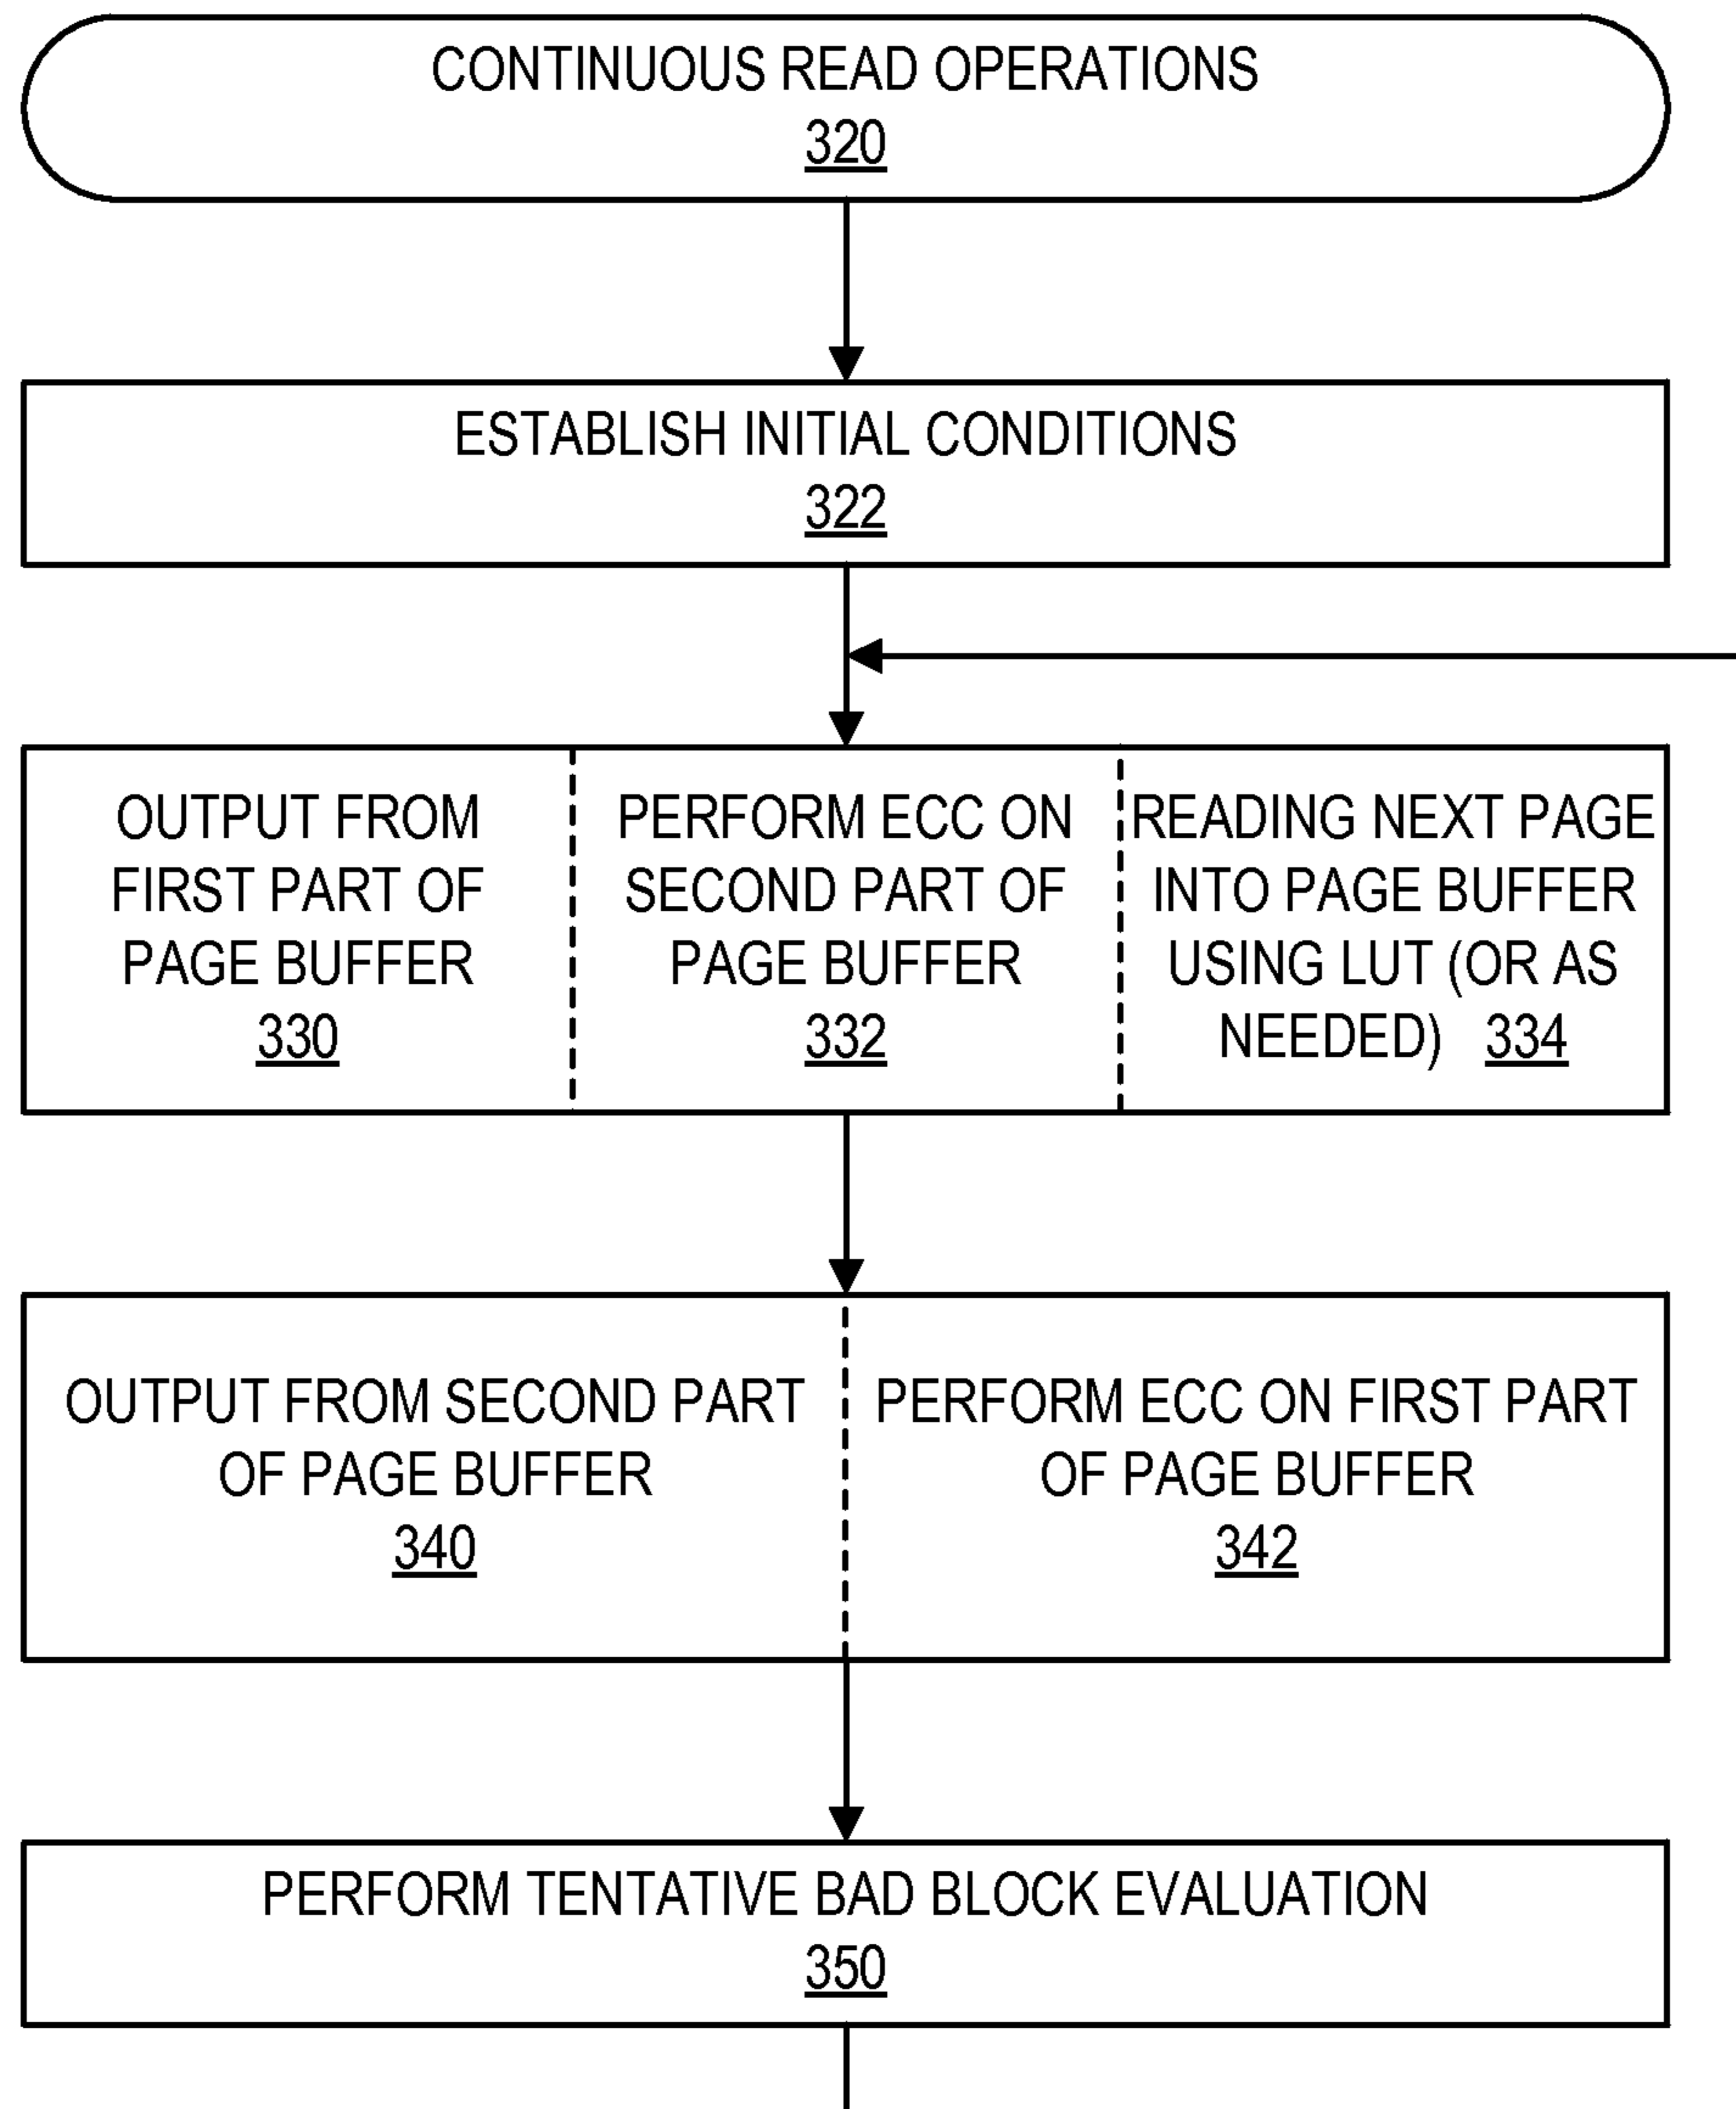 CONTINUOUS READ OPERATIONS
320
ESTABLISH INITIAL CONDITIONS
322
OUTPUT FROM
FIRST PART OF
PAGE BUFFER
330
PERFORM ECC ON
SECOND PART OF
PAGE BUFFER
332
READING NEXT PAGE
INTO PAGE BUFFER
USING LUT (OR AS
NEEDED) 334
OUTPUT FROM SECOND PART
OF PAGE BUFFER
340
PERFORM ECC ON FIRST PART
OF PAGE BUFFER
342
PERFORM TENTATIVE BAD BLOCK EVALUATION
350